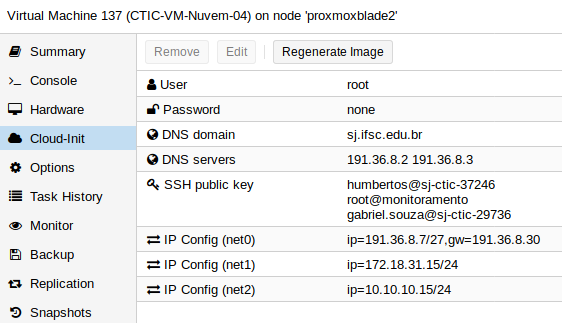 Virtual Machine 137 (CTIC-VM-Nuvem-04) on node 'proxmoxblade2'
Summary
Console
Hardware
Cloud-Init
Options
Task History
Monitor
Backup
Replication
Snapshots
Remove Edit Regenerate Image
User root
Password none
DNS domain sj.ifsc.edu.br
DNS servers 191.36.8.2 191.36.8.3
SSH public key humbertos@sj-ctic-37246
root@monitoramento
gabriel.souza@sj-ctic-29736
IP Config (net0) ip=191.36.8.7/27,gw=191.36.8.30
IP Config (net1) ip=172.18.31.15/24
IP Config (net2) ip=10.10.10.15/24